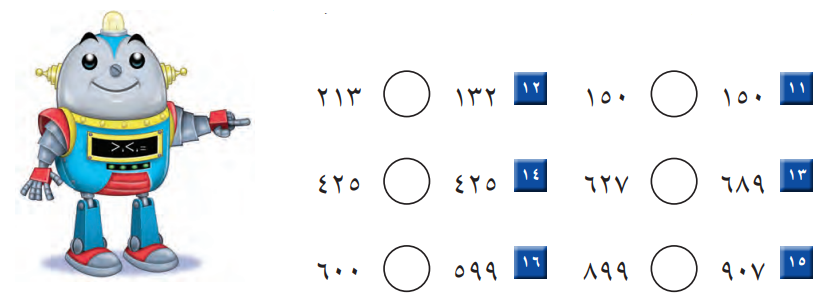 ١١ ١٥٠ ◯ ١٥٠
١٢ ١٣٢ ◯ ٢١٣
١٣ ٦٨٩ ◯ ٦٢٧
١٤ ٤٢٥ ◯ ٤٢٥
١٥ ٩٠٧ ◯ ٨٩٩
١٦ ٥٩٩ ◯ ٦٠٠
>,<,=